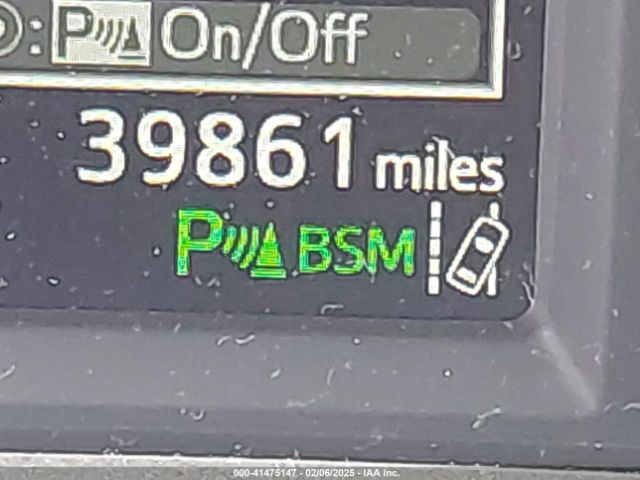 : P On/Off
39861 miles
P BSM
000-41475147 - 02/06/2025 - IAA Inc.